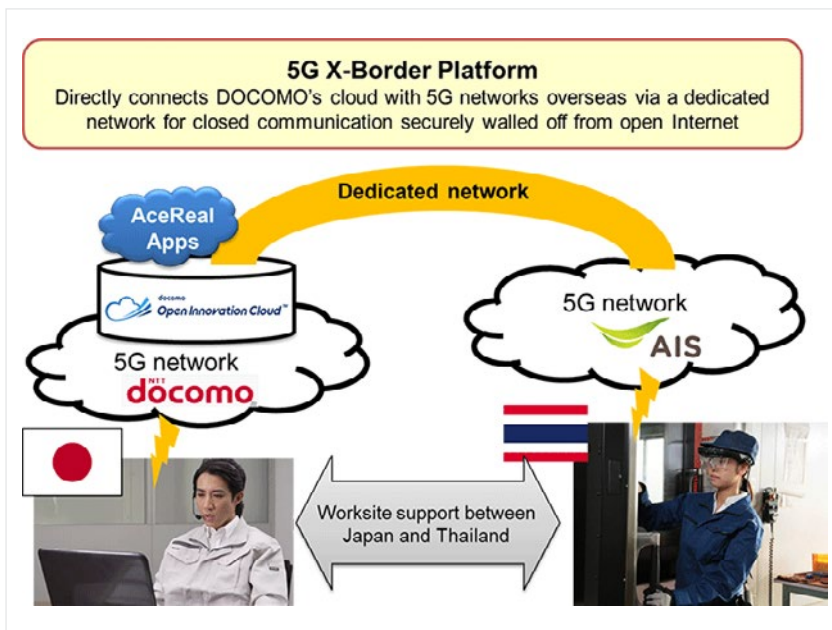 5G X-Border Platform
Directly connects DOCOMO's cloud with 5G networks overseas via a dedicated
network for closed communication securely walled off from open Internet
Dedicated network
AceReal
Apps
docomo
Open Innovation Cloud™
5G network
NTT
docomo
5G network
AIS
Worksite support between
Japan and Thailand